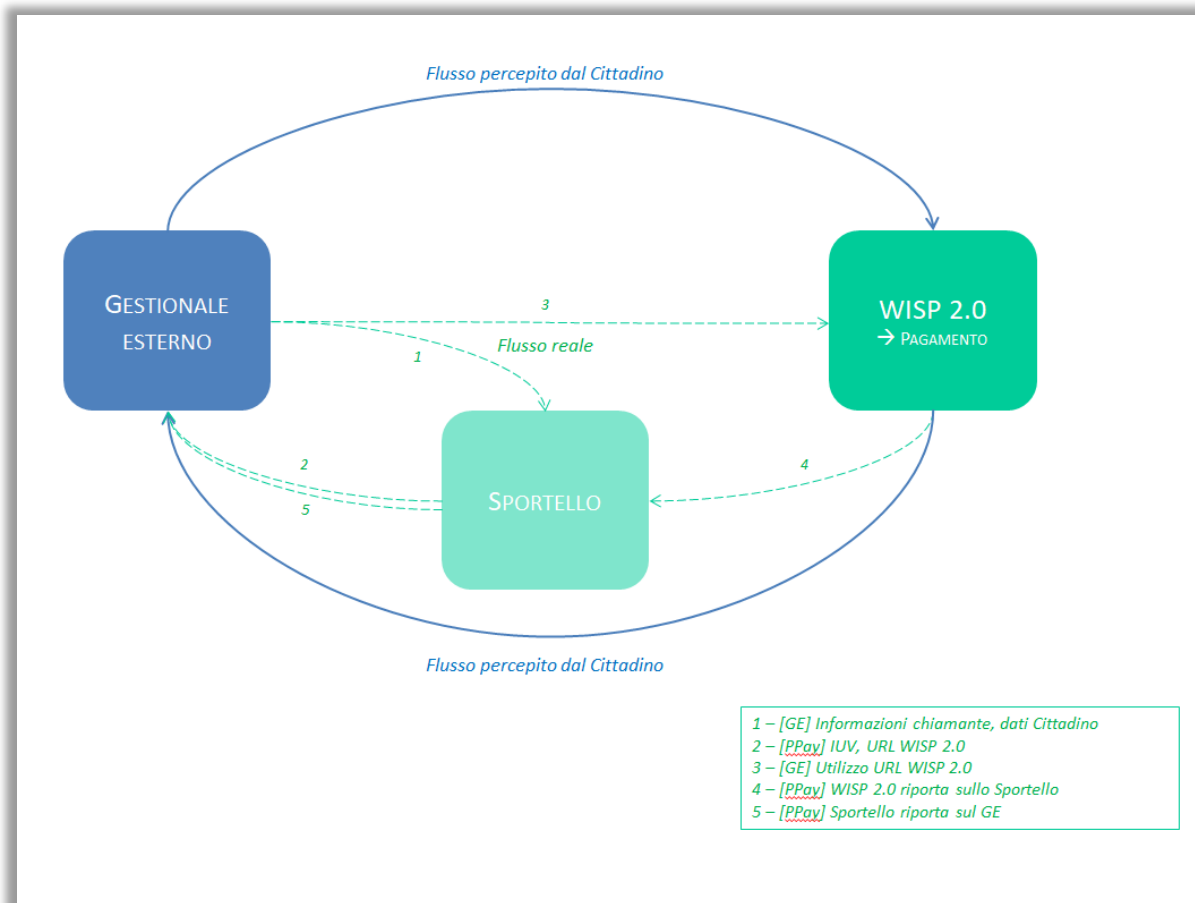 Flusso percepito dal Cittadino
GESTIONALE
ESTERNO
3
WISP 2.0
→ PAGAMENTO
Flusso reale
1
2
4
SPORTELLO
5
Flusso percepito dal Cittadino
1 – [GE] Informazioni chiamante, dati Cittadino
2 – [PPay] IUV, URL WISP 2.0
3 – [GE] Utilizzo URL WISP 2.0
4 – [PPay] WISP 2.0 riporta sullo Sportello
5 – [PPay] Sportello riporta sul GE